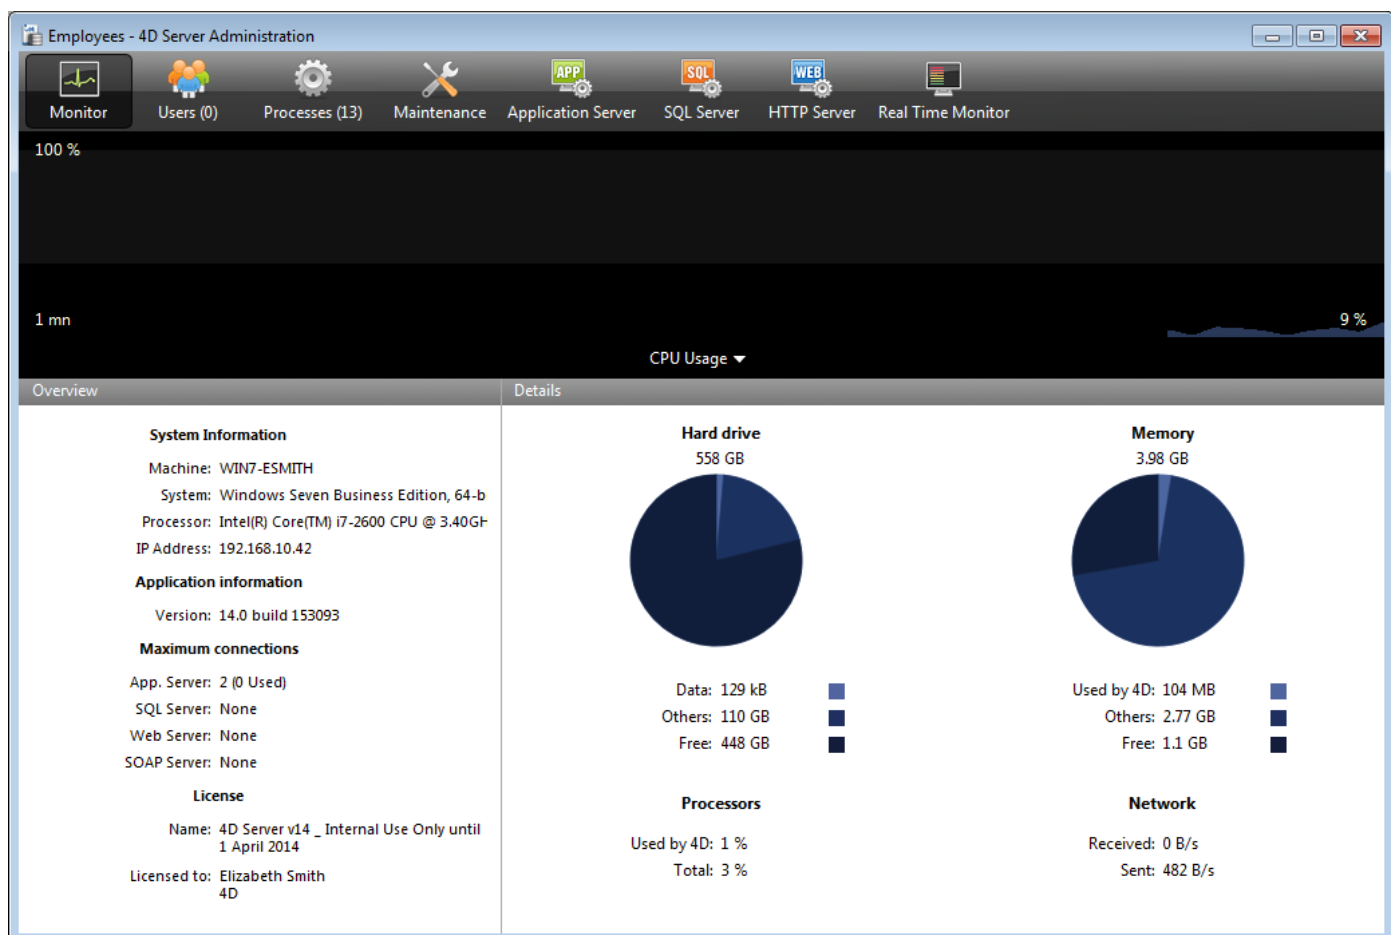 Employees - 4D Server Administration
Monitor
Users (0)
Processes (13)
Maintenance
APP
Application Server
SQL
SQL Server
WEB
HTTP Server
Real Time Monitor
100 %
1 mn
9 %
CPU Usage
Overview
Details
System Information
Machine: WIN7-ESMITH
System: Windows Seven Business Edition, 64-b
Processor: Intel(R) Core(TM) i7-2600 CPU @ 3.40GH
IP Address: 192.168.10.42
Application information
Version: 14.0 build 153093
Maximum connections
App. Server: 2 (0 Used)
SQL Server: None
Web Server: None
SOAP Server: None
License
Name: 4D Server v14 _ Internal Use Only until
1 April 2014
Licensed to: Elizabeth Smith
4D
Hard drive
558 GB
Data: 129 kB
Others: 110 GB
Free: 448 GB
Memory
3.98 GB
Used by 4D: 104 MB
Others: 2.77 GB
Free: 1.1 GB
Processors
Used by 4D: 1 %
Total: 3 %
Network
Received: 0 B/s
Sent: 482 B/s